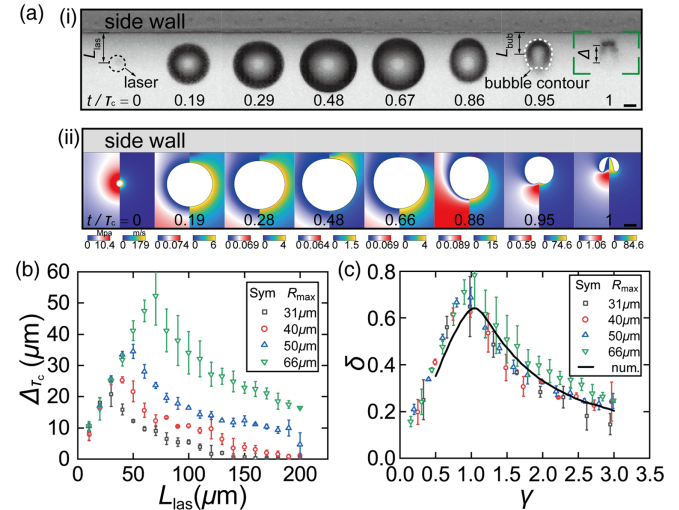 (a)
(i)
side wall
L_las
laser
L_bub
bubble contour
Δ
t/τ_c = 0 0.19 0.29 0.48 0.67 0.86 0.95 1
(ii)
side wall
t/τ_c = 0 0.19 0.28 0.48 0.66 0.86 0.95 1
Mpa m/s
0 10.4 0 179 0 0.074 0 6 0 0.069 0 4 0 0.064 0 1.5 0 0.069 0 4 0 0.089 0 15 0 0.59 0 74.6 0 1.06 0 84.6
(b)
Δ_τc (μm)
60
50
40
30
20
10
0
0 50 100 150 200 250
L_las(μm)
Sym R_max
31μm
40μm
50μm
66μm
(c)
δ
0.8
0.6
0.4
0.2
0.0
0.0 0.5 1.0 1.5 2.0 2.5 3.0 3.5
γ
Sym R_max
31μm
40μm
50μm
66μm
num.